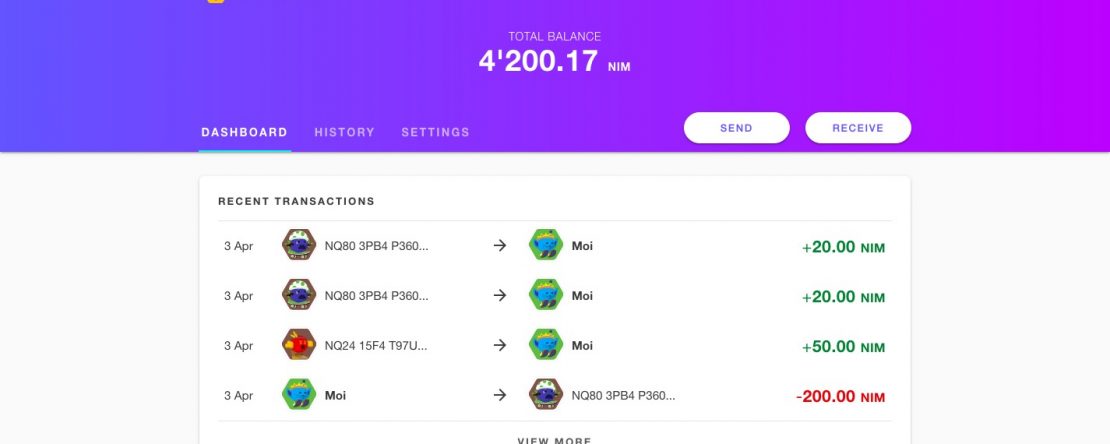 TOTAL BALANCE
4'200.17 NIM
DASHBOARD HISTORY SETTINGS SEND RECEIVE
RECENT TRANSACTIONS
3 Apr NQ80 3PB4 P360... → Moi +20.00 NIM
3 Apr NQ80 3PB4 P360... → Moi +20.00 NIM
3 Apr NQ24 15F4 T97U... → Moi +50.00 NIM
3 Apr Moi → NQ80 3PB4 P360... -200.00 NIM
VIEW MORE